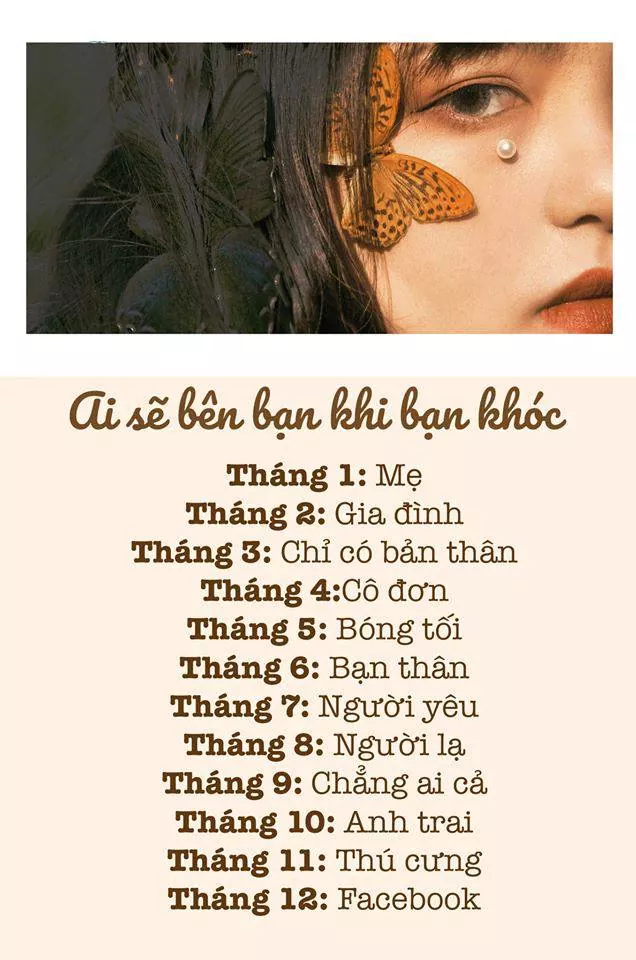 Ai sẽ bên bạn khi bạn khóc
Tháng 1: Mẹ
Tháng 2: Gia đình
Tháng 3: Chỉ có bản thân
Tháng 4:Cô đơn
Tháng 5: Bóng tối
Tháng 6: Bạn thân
Tháng 7: Người yêu
Tháng 8: Người lạ
Tháng 9: Chẳng ai cả
Tháng 10: Anh trai
Tháng 11: Thú cưng
Tháng 12: Facebook